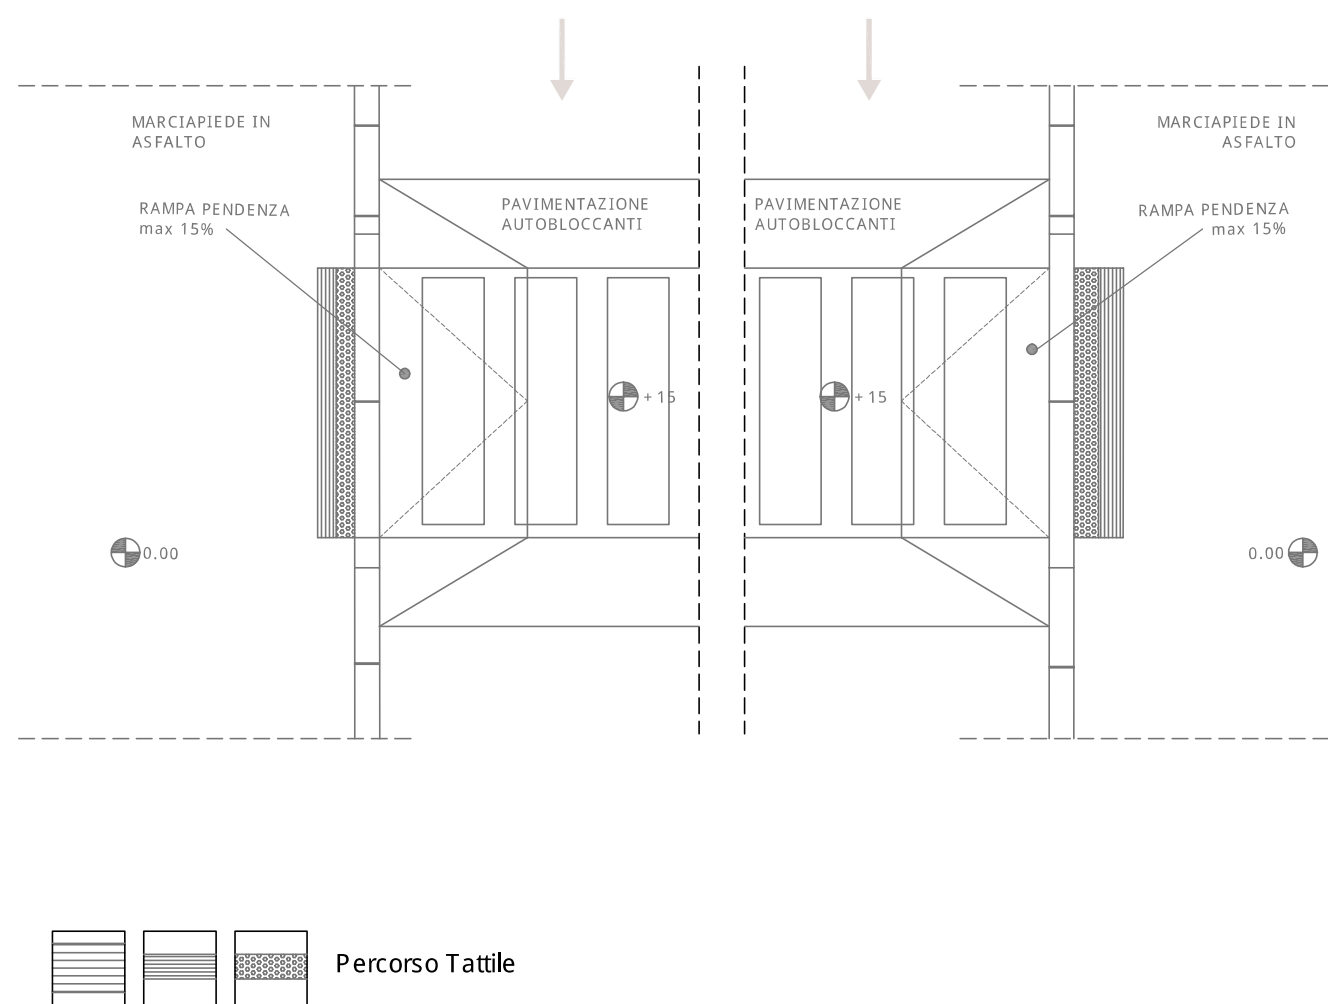 MARCIAPIEDE IN
ASFALTO
MARCIAPIEDE IN
ASFALTO
RAMPA PENDENZA
max 15%
PAVIMENTAZIONE
AUTOBLOCCANTI
PAVIMENTAZIONE
AUTOBLOCCANTI
RAMPA PENDENZA
max 15%
+ 15
+ 15
0.00
0.00
Percorso Tattile